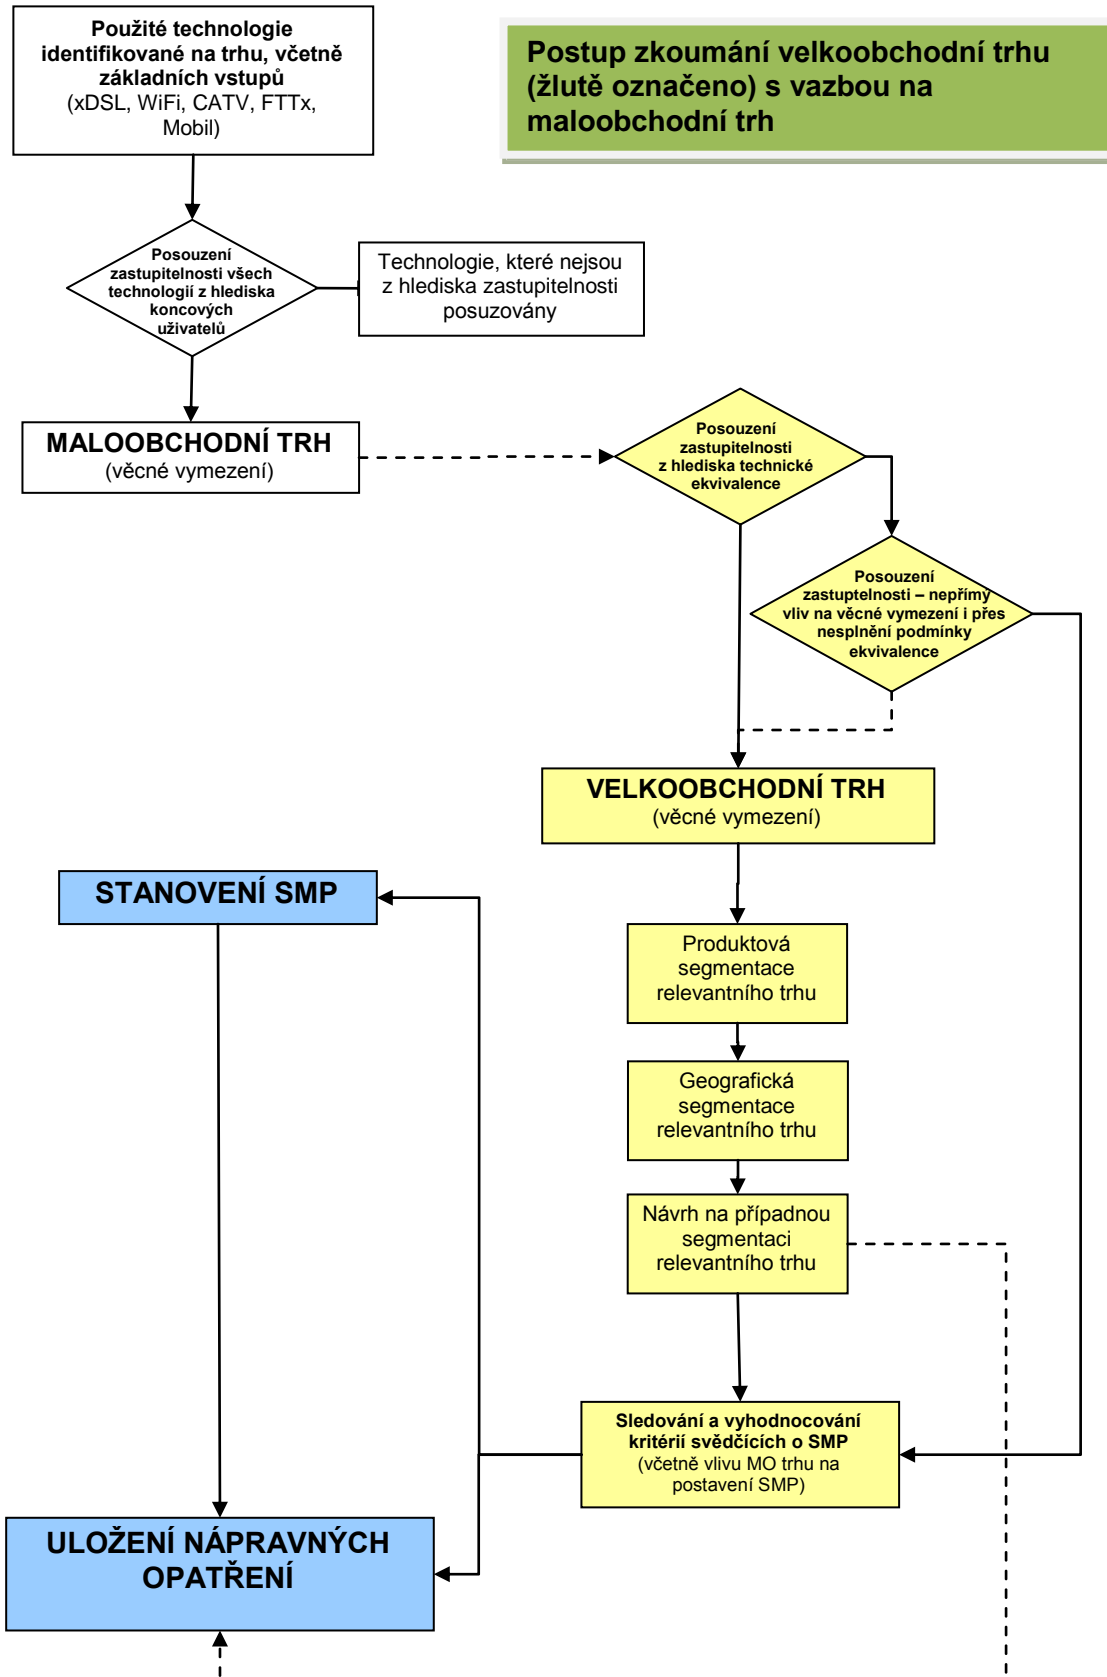 Použité technologie
identifikované na trhu, včetně
základních vstupů
(xDSL, WiFi, CATV, FTTx,
Mobil)
Postup zkoumání velkoobchodní trhu
(žlutě označeno) s vazbou na
maloobchodní trh
Posouzení
zastupitelnosti všech
technologií z hlediska
koncových
uživatelů
Technologie, které nejsou
z hlediska zastupitelnosti
posuzovány
MALOOBCHODNÍ TRH
(věcné vymezení)
Posouzení
zastupitelnosti
z hlediska technické
ekvivalence
Posouzení
zastuptelnosti – nepřímý
vliv na věcné vymezení i přes
nesplnění podmínky
ekvivalence
VELKOOBCHODNÍ TRH
(věcné vymezení)
STANOVENÍ SMP
Produktová
segmentace
relevantního trhu
Geografická
segmentace
relevantního trhu
Návrh na případnou
segmentaci
relevantního trhu
Sledování a vyhodnocování
kritérií svědčících o SMP
(včetně vlivu MO trhu na
postavení SMP)
ULOŽENÍ NÁPRAVNÝCH
OPATŘENÍ